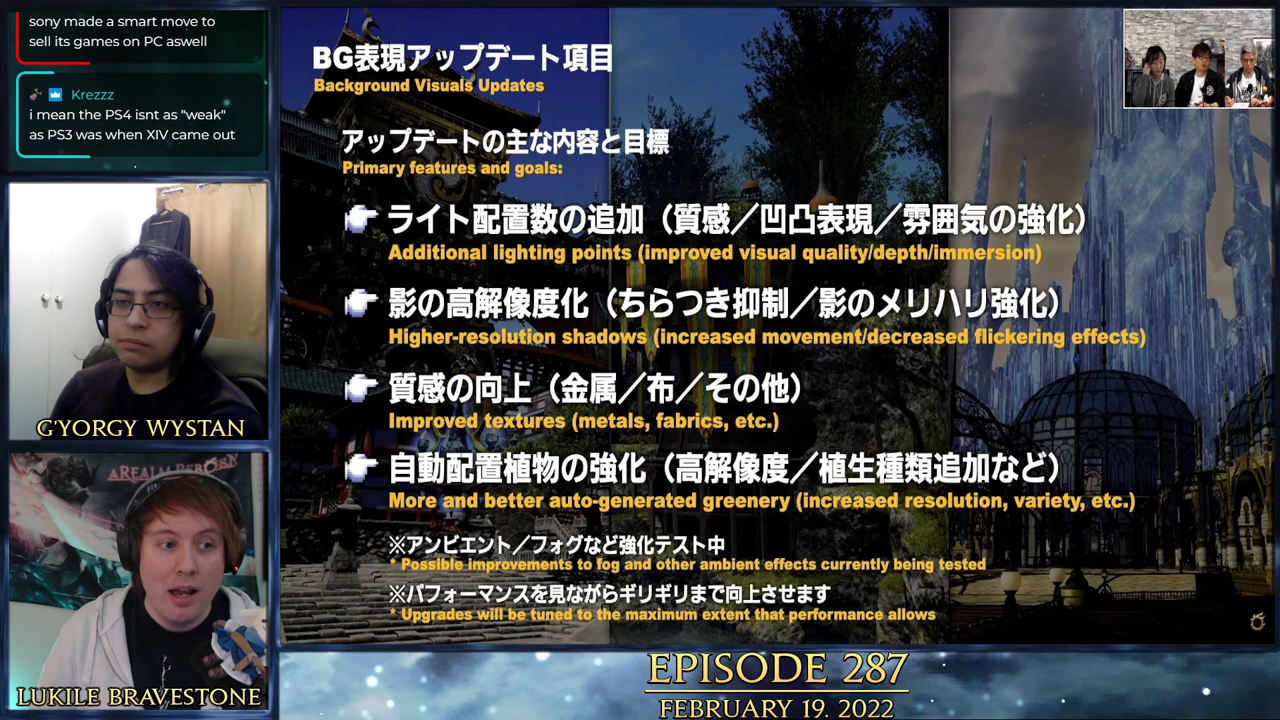 sony made a smart move to
sell its games on PC aswell
Krezzz
i mean the PS4 isnt as "weak"
as PS3 was when XIV came out
G'YORGY WYSTAN
A REALM REBORN
LUKILE BRAVESTONE
BG表現アップデート項目
Background Visuals Updates
アップデートの主な内容と目標
Primary features and goals:
ライト配置数の追加（質感／凹凸表現／雰囲気の強化）
Additional lighting points (improved visual quality/depth/immersion)
影の高解像度化（ちらつき抑制／影のメリハリ強化）
Higher-resolution shadows (increased movement/decreased flickering effects)
質感の向上（金属／布／その他）
Improved textures (metals, fabrics, etc.)
自動配置植物の強化（高解像度／植生種類追加など）
More and better auto-generated greenery (increased resolution, variety, etc.)
※アンビエント／フォグなど強化テスト中
* Possible improvements to fog and other ambient effects currently being tested
※パフォーマンスを見ながらギリギリまで向上させます
* Upgrades will be tuned to the maximum extent that performance allows
EPISODE 287
FEBRUARY 19, 2022